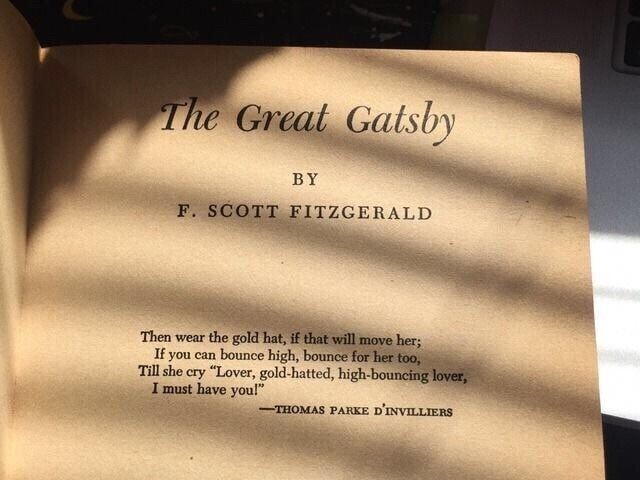 The Great Gatsby
BY
F. SCOTT FITZGERALD
Then wear the gold hat, if that will move her;
If you can bounce high, bounce for her too,
Till she cry “Lover, gold-hatted, high-bouncing lover,
I must have you!”
—THOMAS PARKE D'INVILLIERS